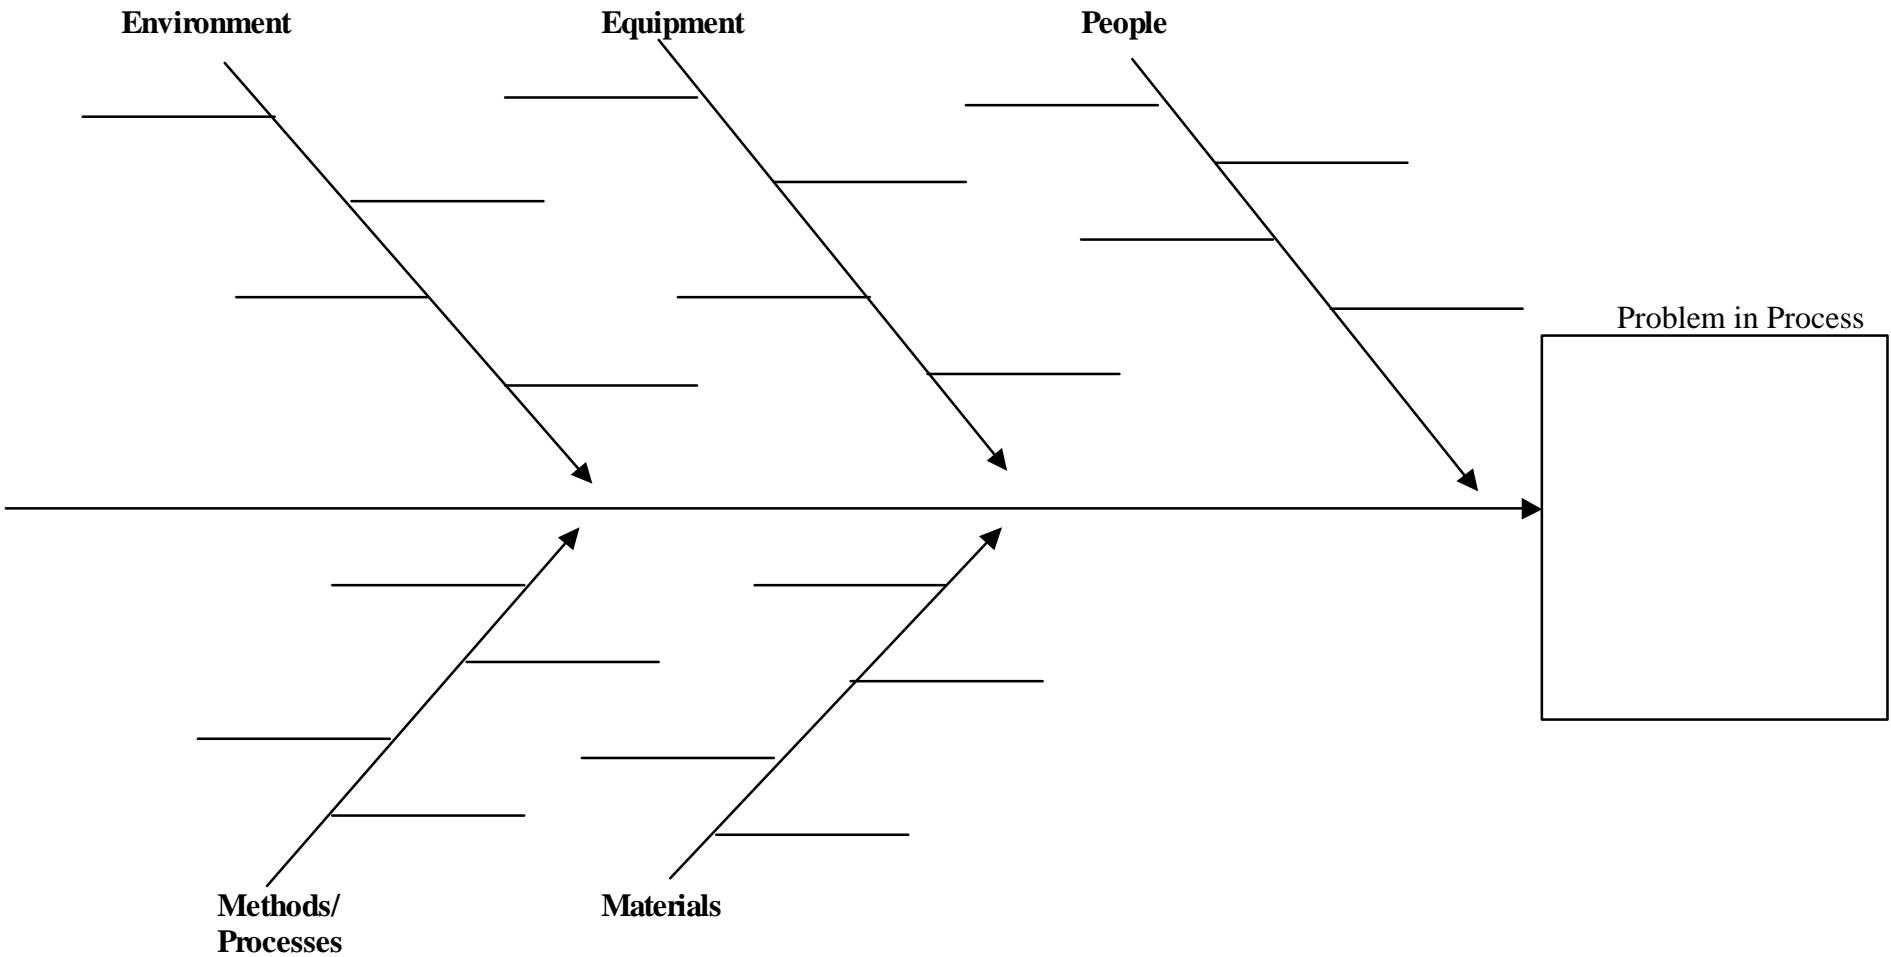 Environment
Equipment
People
Problem in Process
Methods/
Processes
Materials